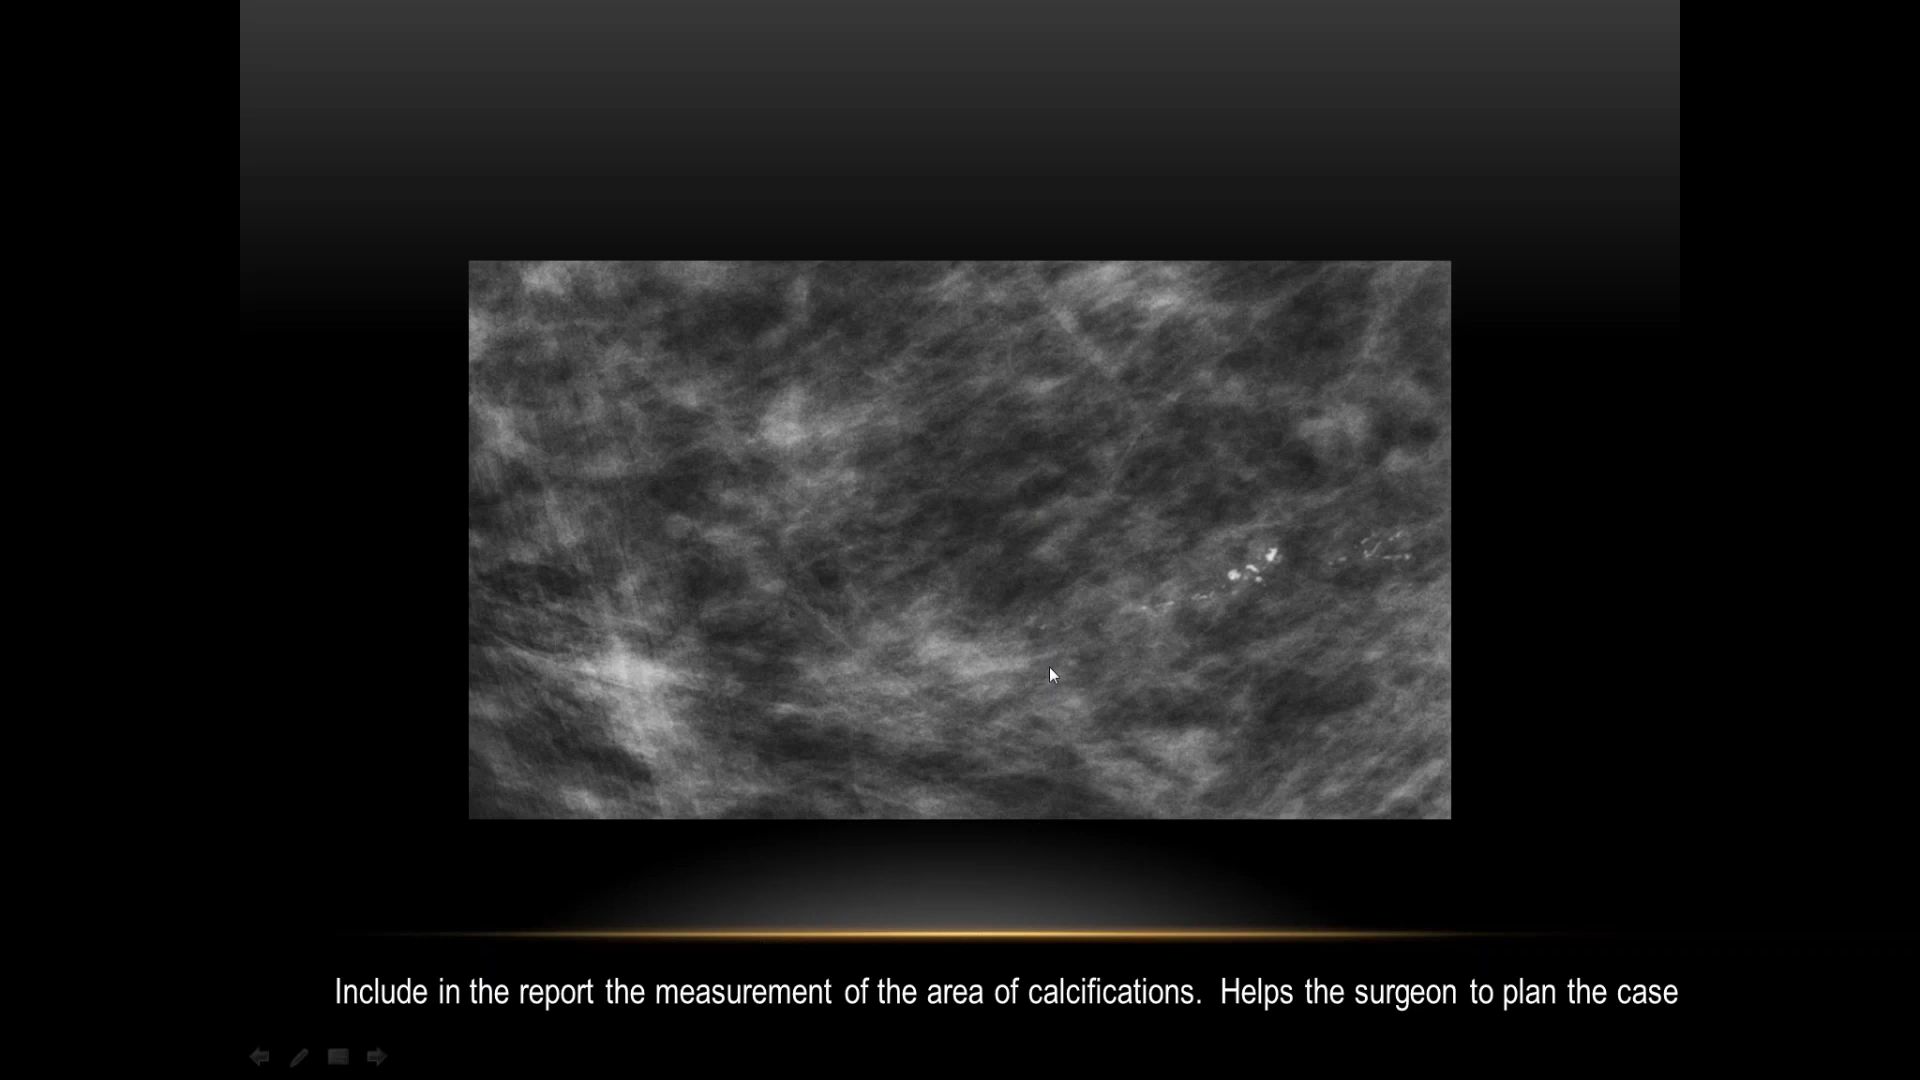 Include in the report the measurement of the area of calcifications.  Helps the surgeon to plan the case